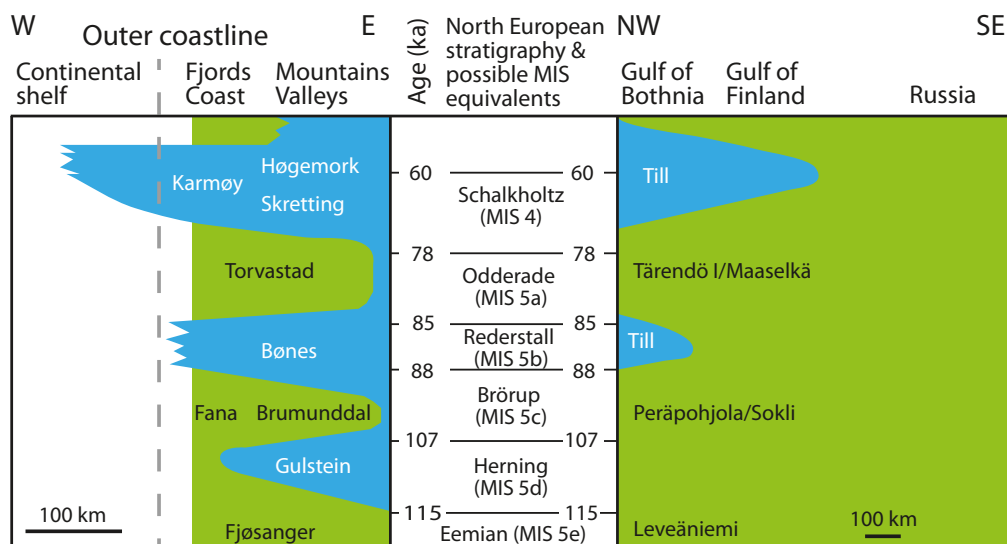 W
E
NW
SE
Outer coastline
Continental
shelf
Fjords
Coast
Mountains
Valleys
Age (ka)
North European
stratigraphy &
possible MIS
equivalents
Gulf of
Bothnia
Gulf of
Finland
Russia
Karmøy
Høgemork
Skretting
60
60
Schalkholtz
(MIS 4)
Till
Torvastad
78
78
Odderade
(MIS 5a)
Tärendö I/Maaselkä
Bønes
85
85
Rederstall
(MIS 5b)
Till
88
88
Fana
Brumunddal
Brörup
(MIS 5c)
Peräpohjola/Sokli
107
107
Gulstein
Herning
(MIS 5d)
115
115
100 km
Fjøsanger
Eemian (MIS 5e)
Leveäniemi
100 km